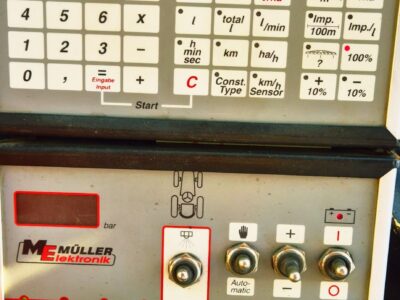 4 5 6 x l total l l/min Imp. 100m Imp./l
1 2 3 - h min sec km ha/h ? 100%
0 , = Eingabe Input + C Const. Type km/h Sensor + 10% - 10%
Start
bar
ME MÜLLER Elektronik
+ I
Auto-matic - O